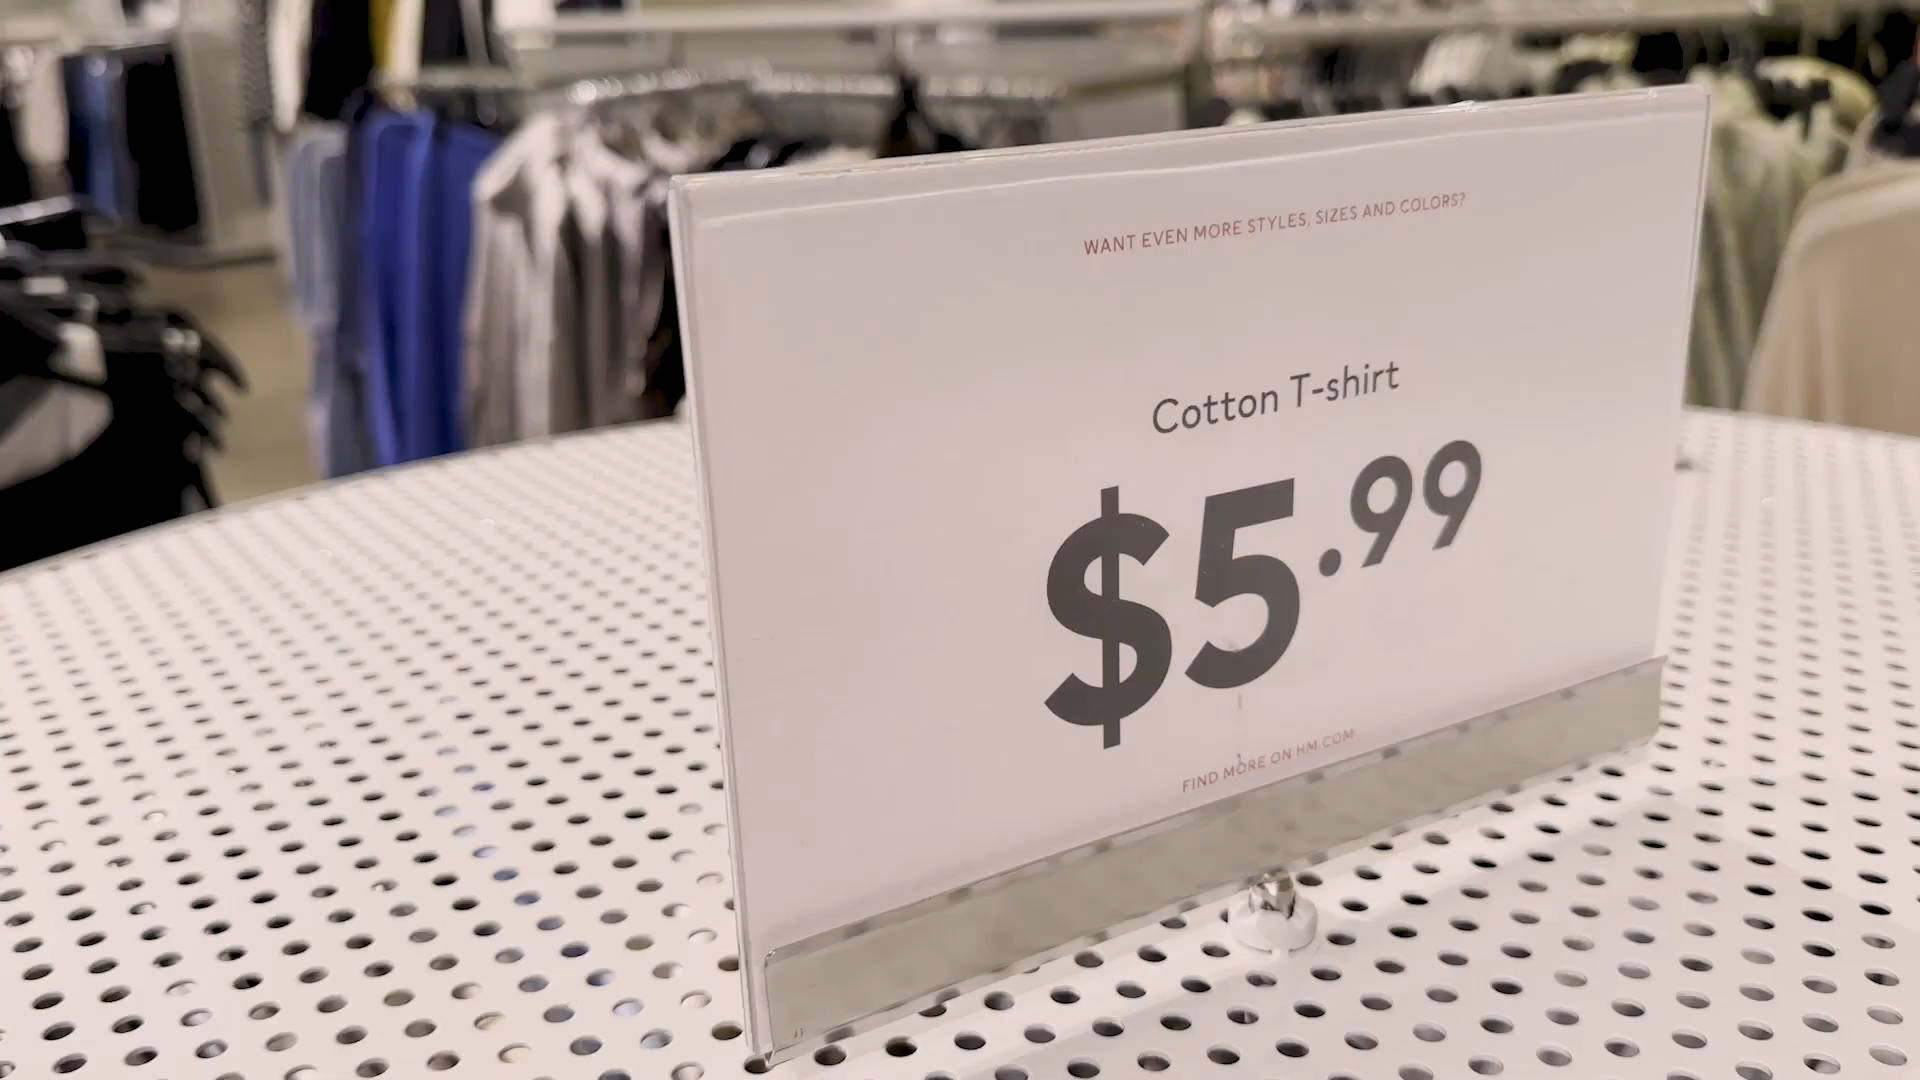 WANT EVEN MORE STYLES, SIZES AND COLORS?
Cotton T-shirt
$5.99
FIND MORE ON HM.COM